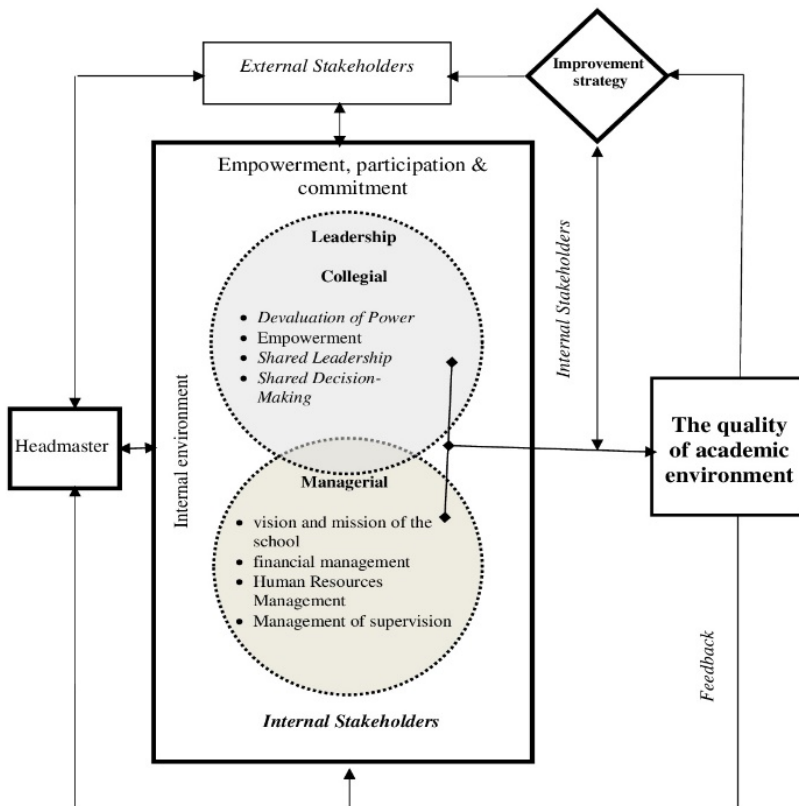 External Stakeholders
Improvement
strategy
Empowerment, participation &
commitment
Leadership
Collegial
• Devaluation of Power
• Empowerment
• Shared Leadership
• Shared Decision-
Making
Internal Stakeholders
Headmaster
Internal environment
The quality
of academic
environment
Managerial
• vision and mission of the
school
• financial management
• Human Resources
Management
• Management of supervision
Feedback
Internal Stakeholders